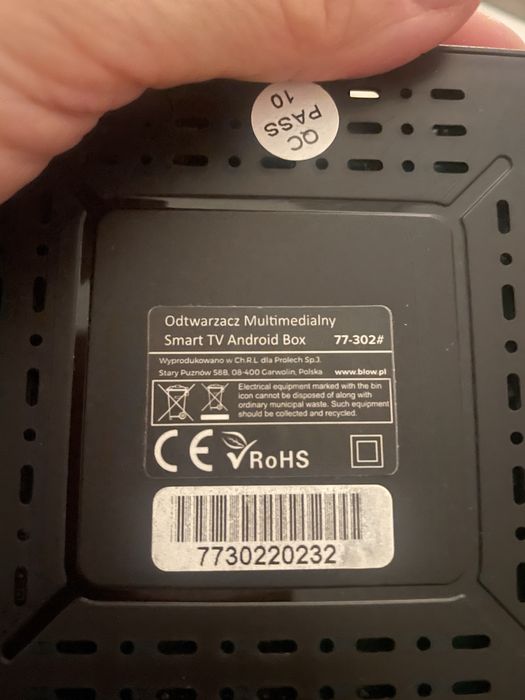 QC
PASS
10
Odtwarzacz Multimedialny
Smart TV Android Box 77-302#
Wyprodukowano w Ch.R.L dla Prolech Sp.J.
Stary Puznów 58B, 08-400 Garwolin, Polska www.blow.pl
Electrical equipment marked with the bin
icon cannot be disposed of along with
ordinary municipal waste. Such equipment
should be collected and recycled.
CE RoHS
7730220232